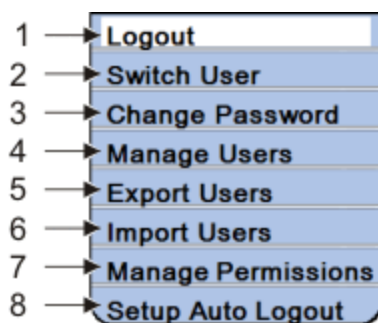 1 Logout
2 Switch User
3 Change Password
4 Manage Users
5 Export Users
6 Import Users
7 Manage Permissions
8 Setup Auto Logout